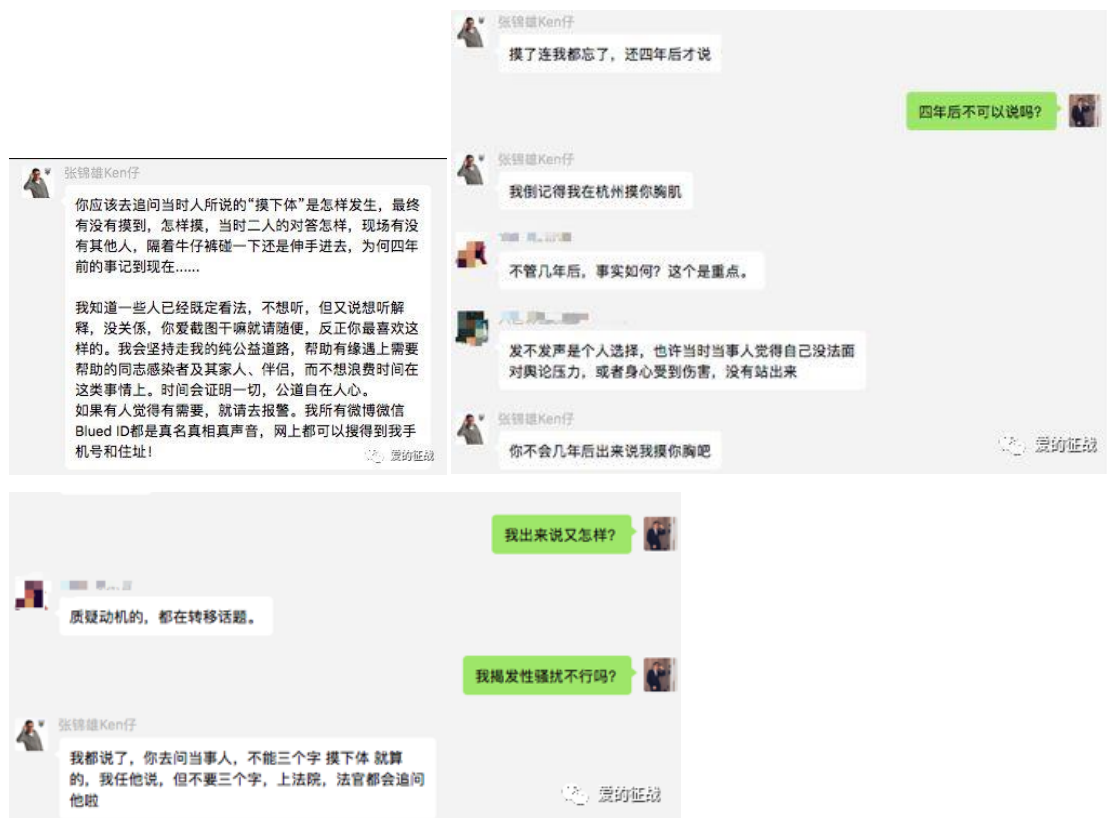 张锦雄Ken仔
你应该去追问当时人所说的“摸下体”是怎样发生，最终
有没有摸到，怎样摸，当时二人的对答怎样，现场有没
有其他人，隔着牛仔裤碰一下还是伸手进去，为何四年
前的事记到现在......
我知道一些人已经既定看法，不想听，但又说想听解
释，没关係，你爱截图干嘛就请随便，反正你最喜欢这
样的。我会坚持走我的纯公益道路，帮助有缘遇上需要
帮助的同志感染者及其家人、伴侣，而不想浪费时间在
这类事情上。时间会证明一切，公道自在人心。
如果有人觉得有需要，就请去报警。我所有微博微信
Blued ID都是真名真相真声音，网上都可以搜得到我手
机号和住址！
爱的征战
张锦雄Ken仔
摸了连我都忘了，还四年后才说
四年后不可以说吗？
张锦雄Ken仔
我倒记得我在杭州摸你胸肌
不管几年后，事实如何？这个是重点。
发不发声是个人选择，也许当时当事人觉得自己没法面
对舆论压力，或者身心受到伤害，没有站出来
张锦雄Ken仔
你不会几年后出来说我摸你胸吧
爱的征战
我出来说又怎样？
质疑动机的，都在转移话题。
我揭发性骚扰不行吗？
张锦雄Ken仔
我都说了，你去问当事人，不能三个字 摸下体 就算
的，我任他说，但不要三个字，上法院，法官都会追问
他啦
爱的征战